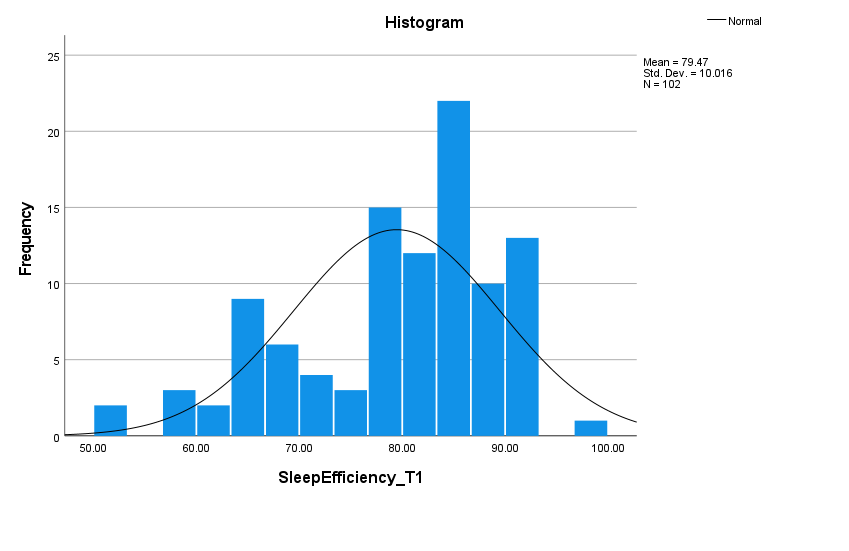 Histogram
Normal
Mean = 79.47
Std. Dev. = 10.016
N = 102
25
20
15
10
5
0
Frequency
50.00 60.00 70.00 80.00 90.00 100.00
SleepEfficiency_T1